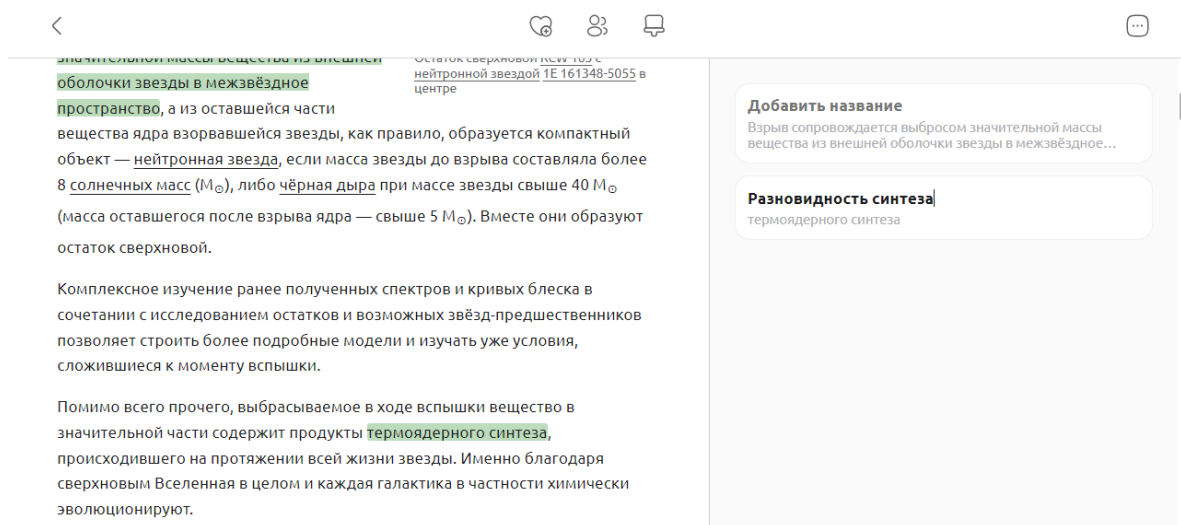 значительной массы вещества из внешней
оболочки звезды в межзвёздное
пространство, а из оставшейся части
вещества ядра взорвавшейся звезды, как правило, образуется компактный
объект — нейтронная звезда, если масса звезды до взрыва составляла более
8 солнечных масс (M☉), либо чёрная дыра при массе звезды свыше 40 M☉
(масса оставшегося после взрыва ядра — свыше 5 M☉). Вместе они образуют
остаток сверхновой.
Комплексное изучение ранее полученных спектров и кривых блеска в
сочетании с исследованием остатков и возможных звёзд-предшественников
позволяет строить более подробные модели и изучать уже условия,
сложившиеся к моменту вспышки.
Помимо всего прочего, выбрасываемое в ходе вспышки вещество в
значительной части содержит продукты термоядерного синтеза,
происходившего на протяжении всей жизни звезды. Именно благодаря
сверхновым Вселенная в целом и каждая галактика в частности химически
эволюционируют.
Остаток сверхновой RCW 103 с
нейтронной звездой 1E 161348-5055 в
центре
Добавить название
Взрыв сопровождается выбросом значительной массы
вещества из внешней оболочки звезды в межзвёздное...
Разновидность синтеза
термоядерного синтеза